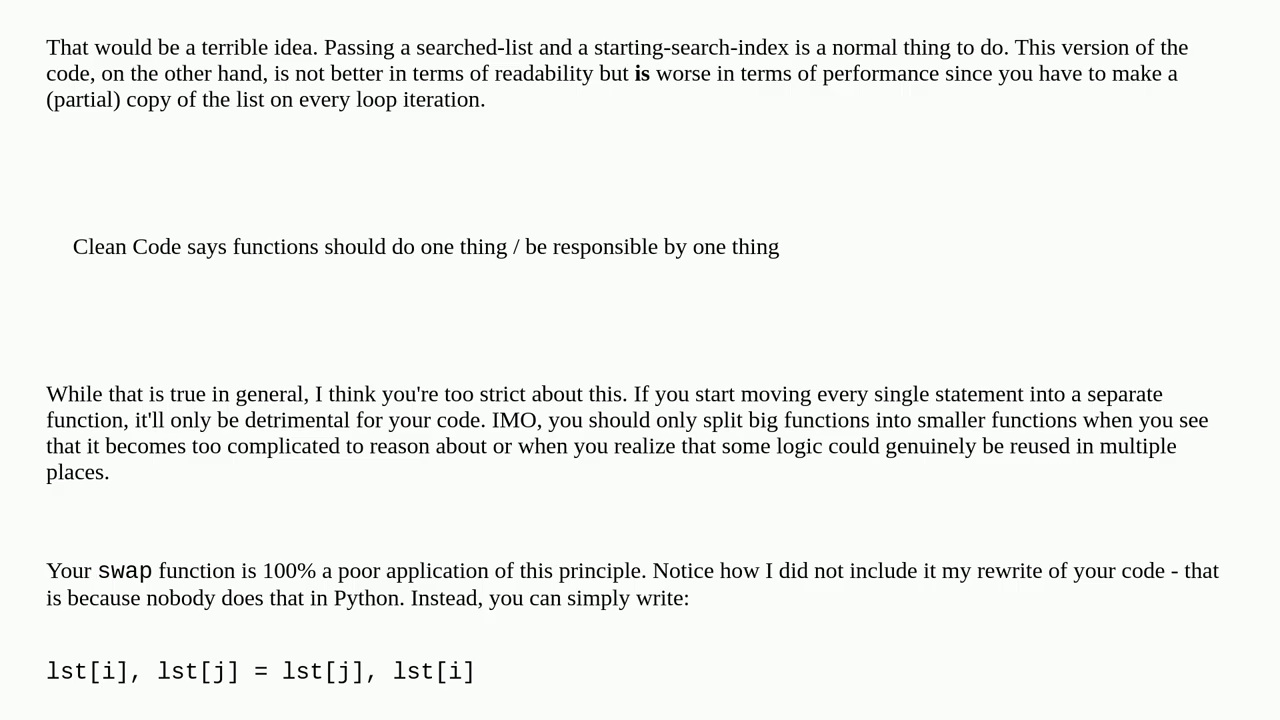 That would be a terrible idea. Passing a searched-list and a starting-search-index is a normal thing to do. This version of the
code, on the other hand, is not better in terms of readability but is worse in terms of performance since you have to make a
(partial) copy of the list on every loop iteration.
Clean Code says functions should do one thing / be responsible by one thing
While that is true in general, I think you're too strict about this. If you start moving every single statement into a separate
function, it'll only be detrimental for your code. IMO, you should only split big functions into smaller functions when you see
that it becomes too complicated to reason about or when you realize that some logic could genuinely be reused in multiple
places.
Your swap function is 100% a poor application of this principle. Notice how I did not include it my rewrite of your code - that
is because nobody does that in Python. Instead, you can simply write:
lst[i], lst[j] = lst[j], lst[i]